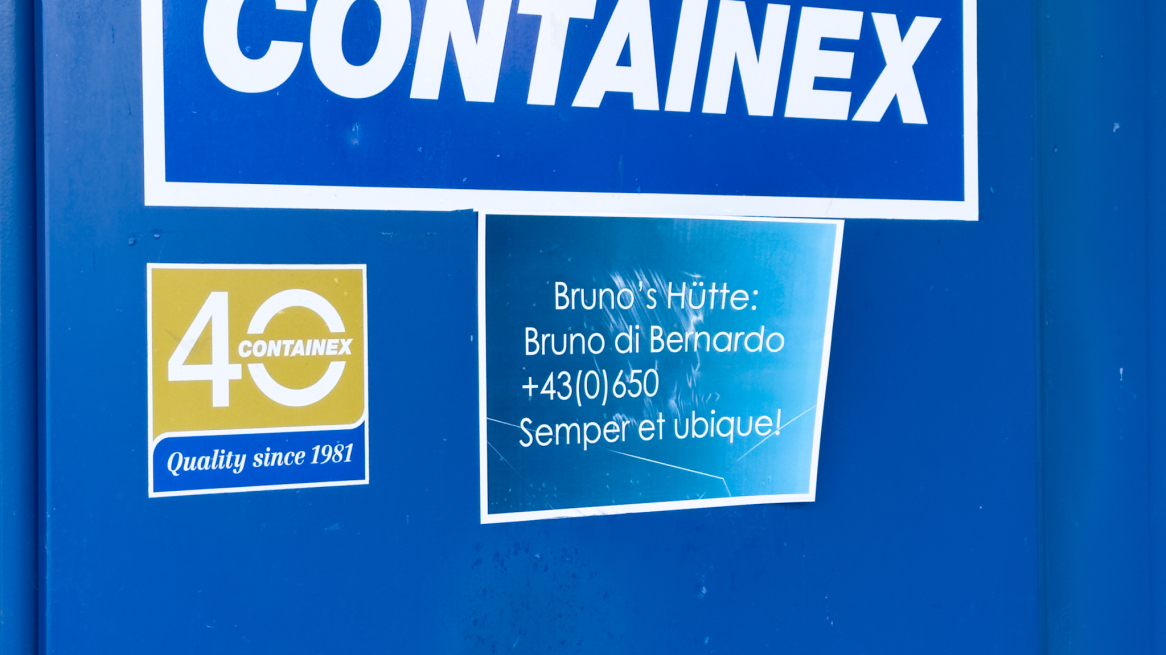 CONTAINEX
40
CONTAINEX
Quality since 1981
Bruno's Hütte:
Bruno di Bernardo
+43(0)650
Semper et ubique!